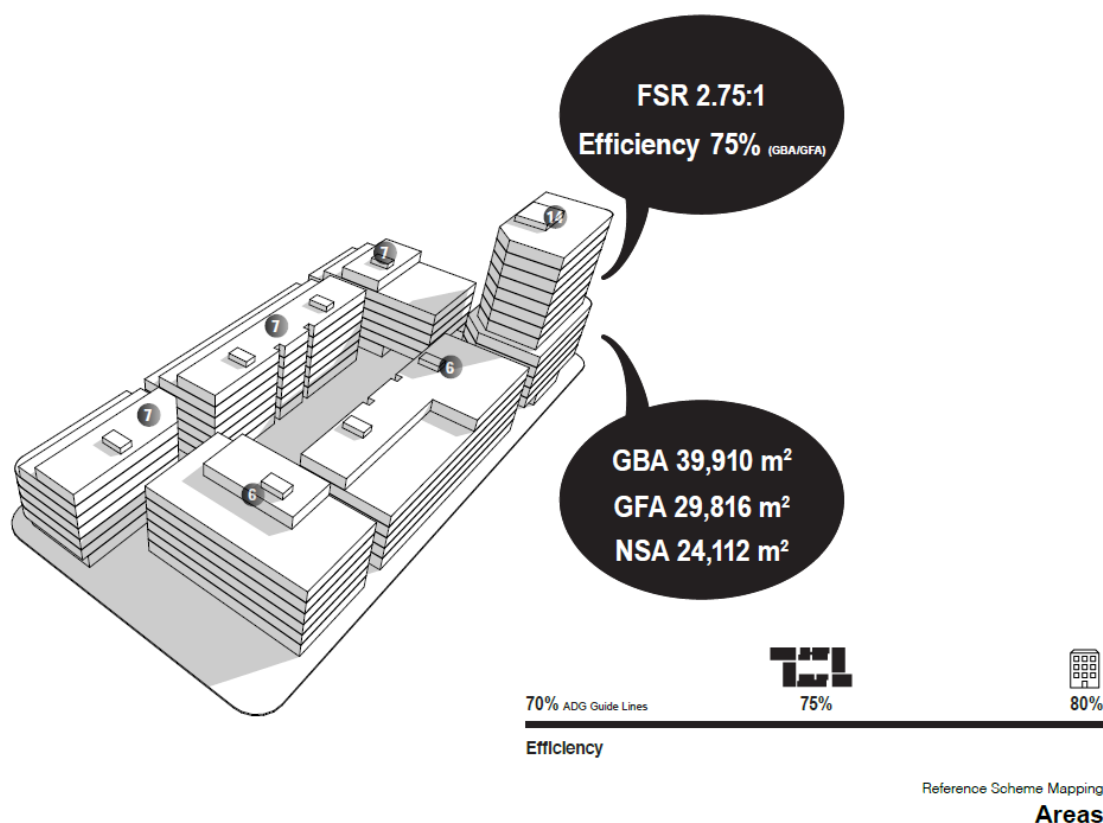 FSR 2.75:1
Efficiency 75% (GBA/GFA)
14
7
7
6
7
6
GBA 39,910 m²
GFA 29,816 m²
NSA 24,112 m²
70% ADG Guide Lines
75%
80%
Efficiency
Reference Scheme Mapping
Areas